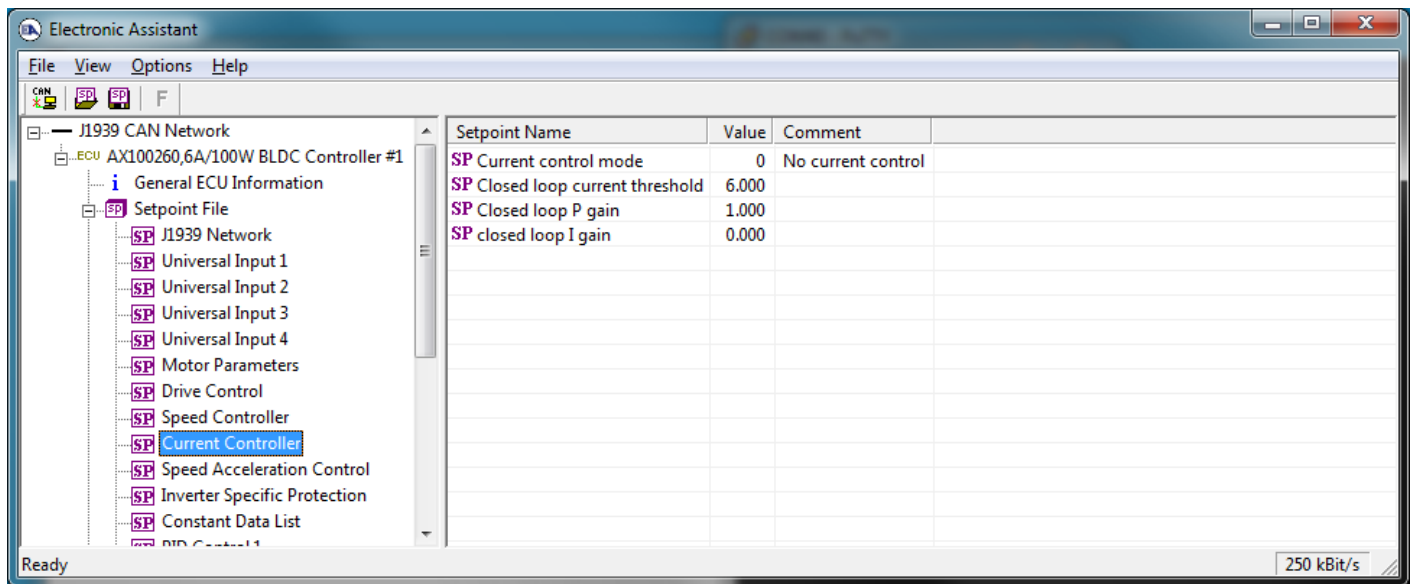 Electronic Assistant
File View Options Help
CAN SP SP F
J1939 CAN Network
ECU AX100260,6A/100W BLDC Controller #1
i General ECU Information
SP Setpoint File
SP J1939 Network
SP Universal Input 1
SP Universal Input 2
SP Universal Input 3
SP Universal Input 4
SP Motor Parameters
SP Drive Control
SP Speed Controller
SP Current Controller
SP Speed Acceleration Control
SP Inverter Specific Protection
SP Constant Data List
SP PID Control 1
Setpoint Name Value Comment
SP Current control mode 0 No current control
SP Closed loop current threshold 6.000
SP Closed loop P gain 1.000
SP closed loop I gain 0.000
Ready 250 kBit/s